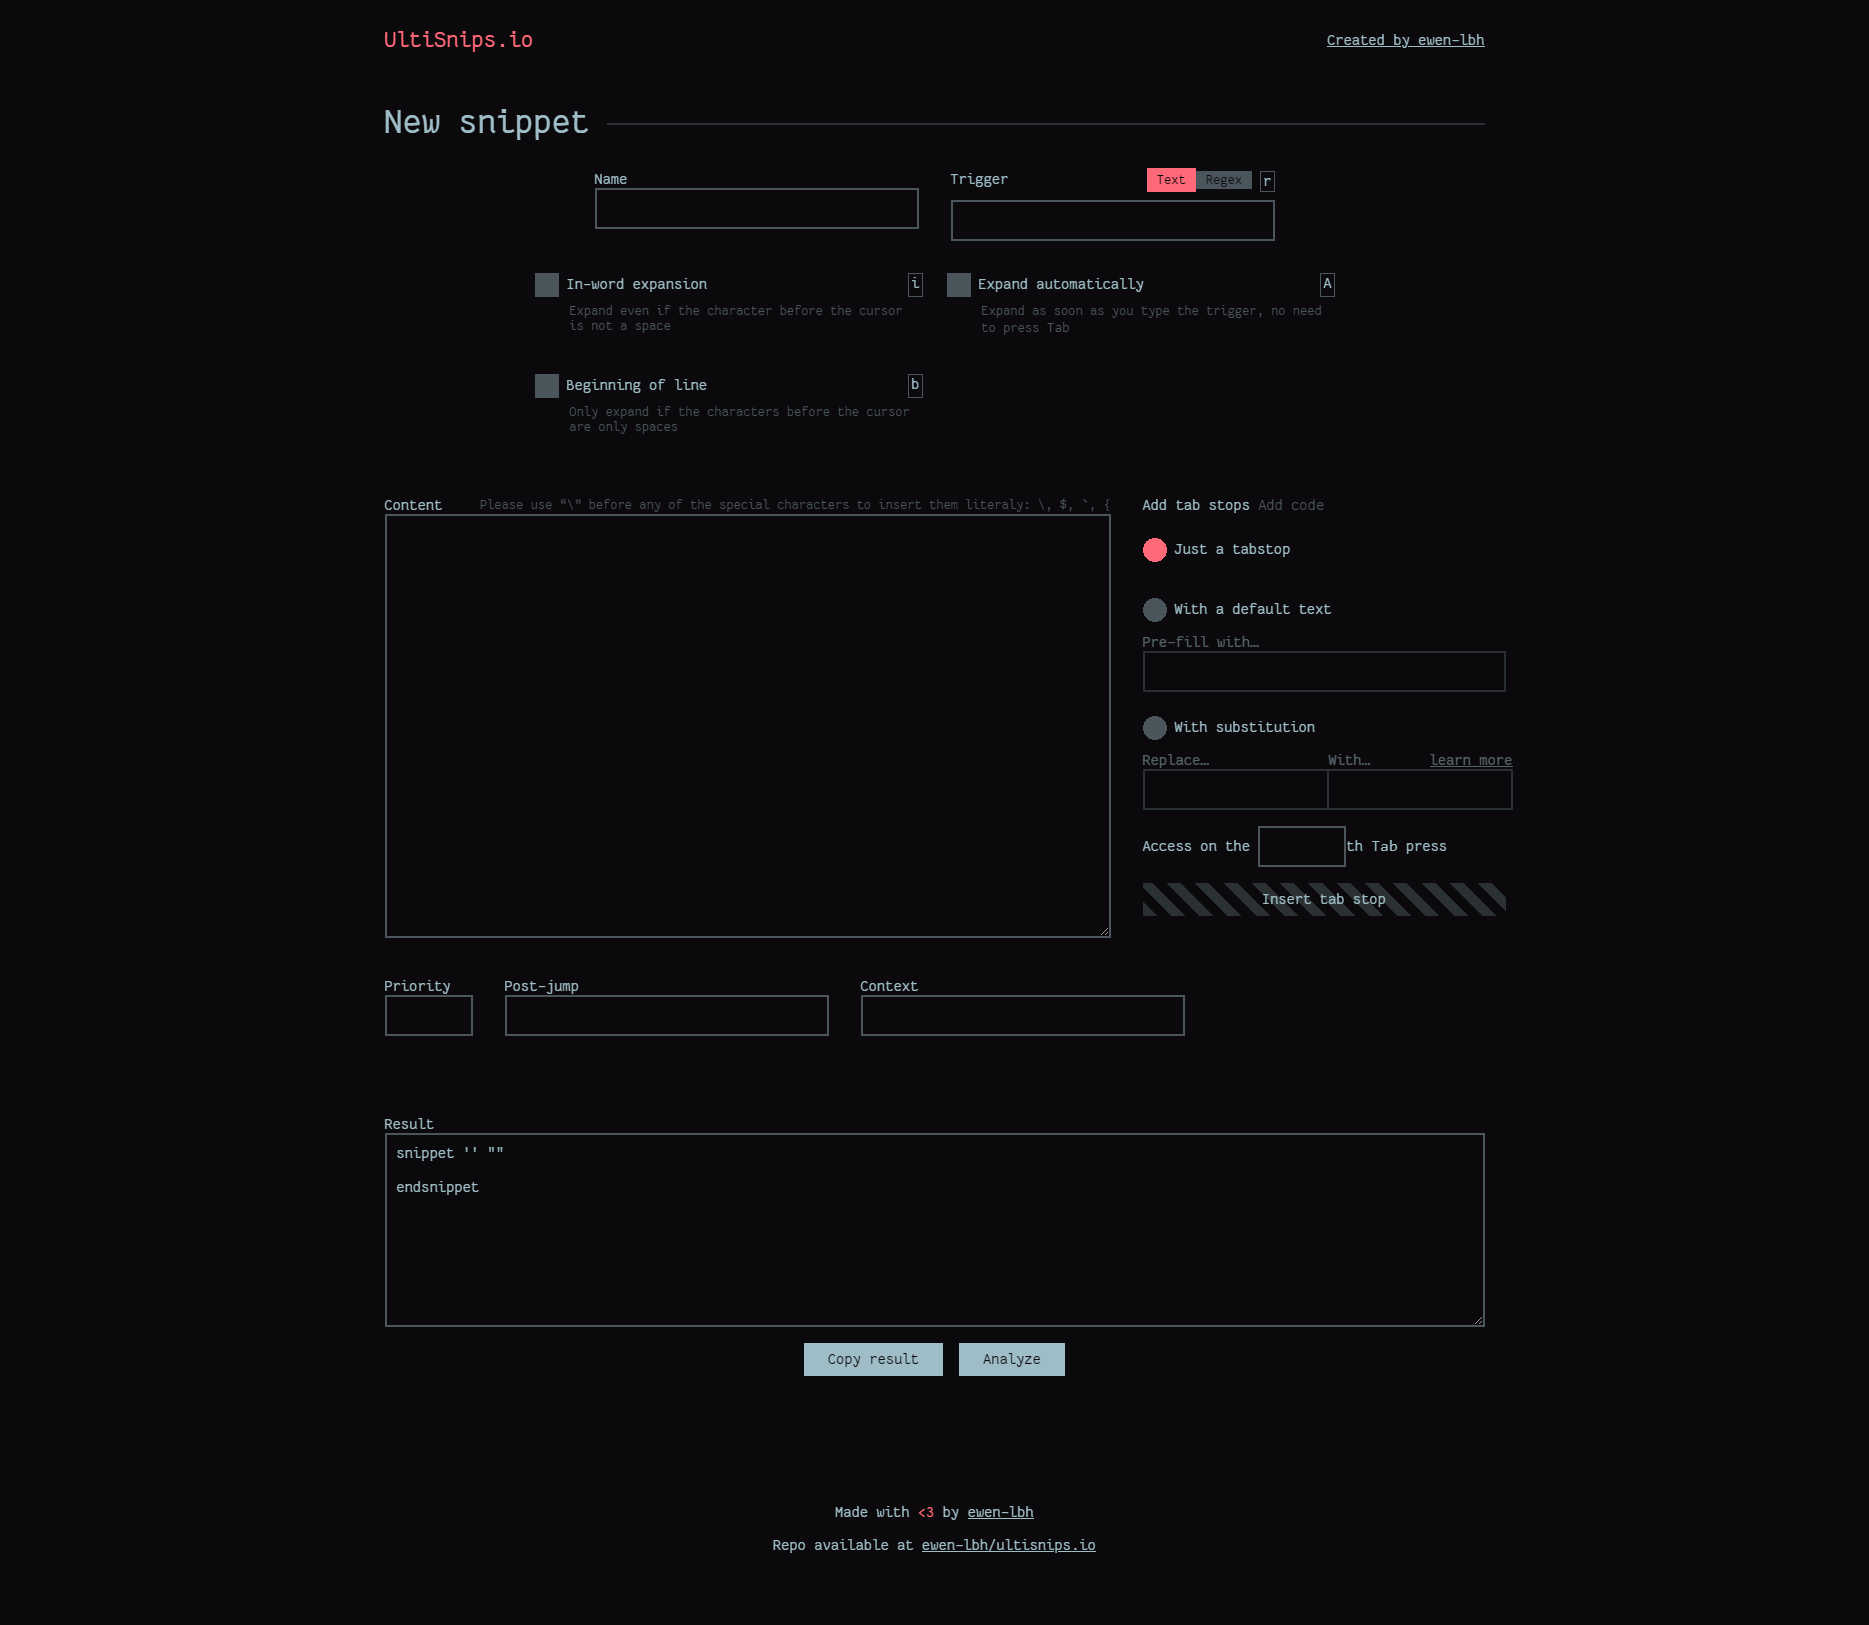 UltiSnips.io
Created by ewen-lbh
New snippet
Name
Trigger
Text Regex r
In-word expansion i
Expand even if the character before the cursor
is not a space
Expand automatically A
Expand as soon as you type the trigger, no need
to press Tab
Beginning of line b
Only expand if the characters before the cursor
are only spaces
Content
Please use “\” before any of the special characters to insert them literaly: \, $, `, {
Add tab stops Add code
Just a tabstop
With a default text
Pre-fill with…
With substitution
Replace… With… learn more
Access on the th Tab press
Insert tab stop
Priority
Post-jump
Context
Result
snippet '' ""
endsnippet
Copy result
Analyze
Made with <3 by ewen-lbh
Repo available at ewen-lbh/ultisnips.io